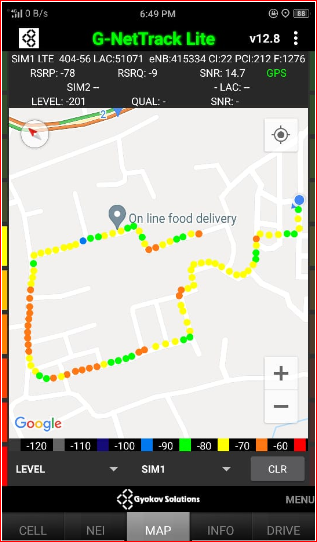 0 B/s 6:49 PM 88
G-NetTrack Lite v12.8
SIM1 LTE 404-56 LAC:51071 eNB:415334 CI:22 PCI:212 F:1276
RSRP: -78 RSRQ: -9 SNR: 14.7 GPS
SIM2 -- - LAC: --
LEVEL: -201 QUAL: - SNR: -
2
On line food delivery
+
−
Google
-120 -110 -100 -90 -80 -70 -60
LEVEL SIM1 CLR
Gyokov Solutions MENU
CELL NEI MAP INFO DRIVE